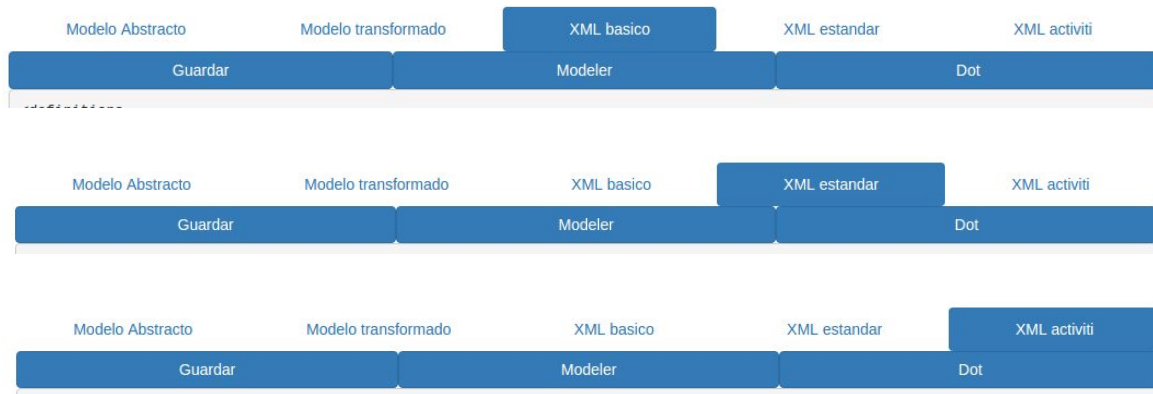 Modelo Abstracto Modelo transformado XML basico XML estandar XML activiti
Guardar Modeler Dot
<definitions
Modelo Abstracto Modelo transformado XML basico XML estandar XML activiti
Guardar Modeler Dot
Modelo Abstracto Modelo transformado XML basico XML estandar XML activiti
Guardar Modeler Dot